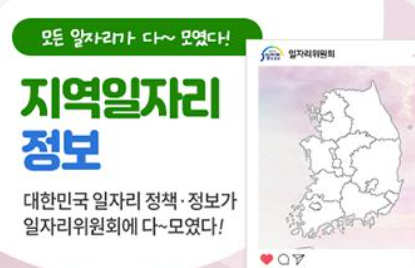 모든 일자리가 다~ 모였다!
지역일자리
정보
대한민국 일자리 정책·정보가
일자리위원회에 다~모였다!
일자리위원회